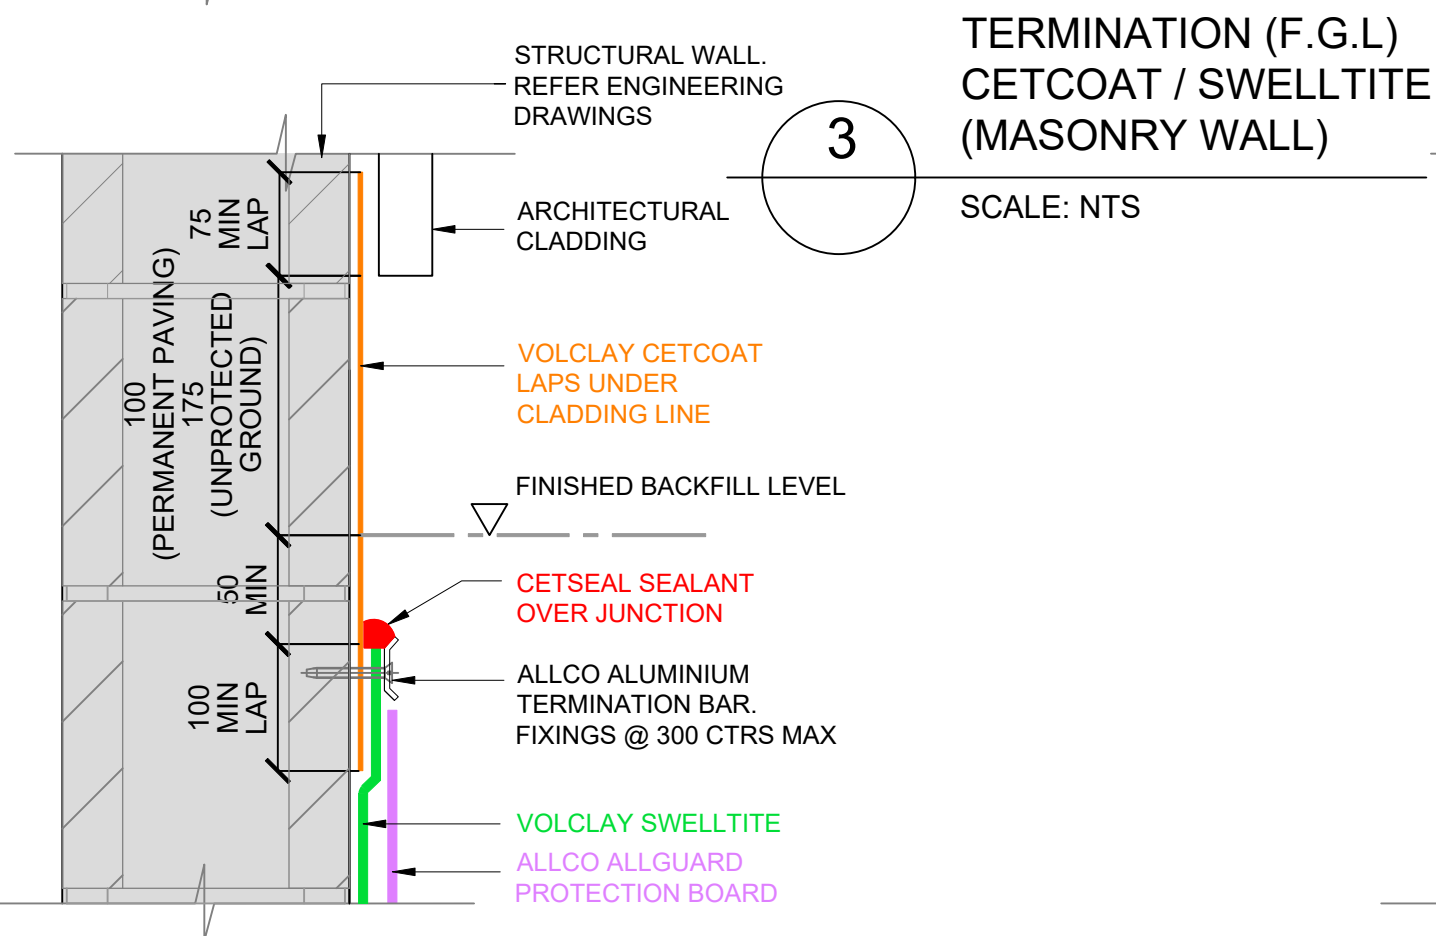 TERMINATION (F.G.L)
CETCOAT / SWELLTITE
(MASONRY WALL)
3
SCALE: NTS
STRUCTURAL WALL.
REFER ENGINEERING
DRAWINGS
ARCHITECTURAL
CLADDING
VOLCLAY CETCOAT
LAPS UNDER
CLADDING LINE
FINISHED BACKFILL LEVEL
CETSEAL SEALANT
OVER JUNCTION
ALLCO ALUMINIUM
TERMINATION BAR.
FIXINGS @ 300 CTRS MAX
VOLCLAY SWELLTITE
ALLCO ALLGUARD
PROTECTION BOARD
75
MIN
LAP
100
(PERMANENT PAVING)
175
(UNPROTECTED
GROUND)
50
MIN
100
MIN
LAP